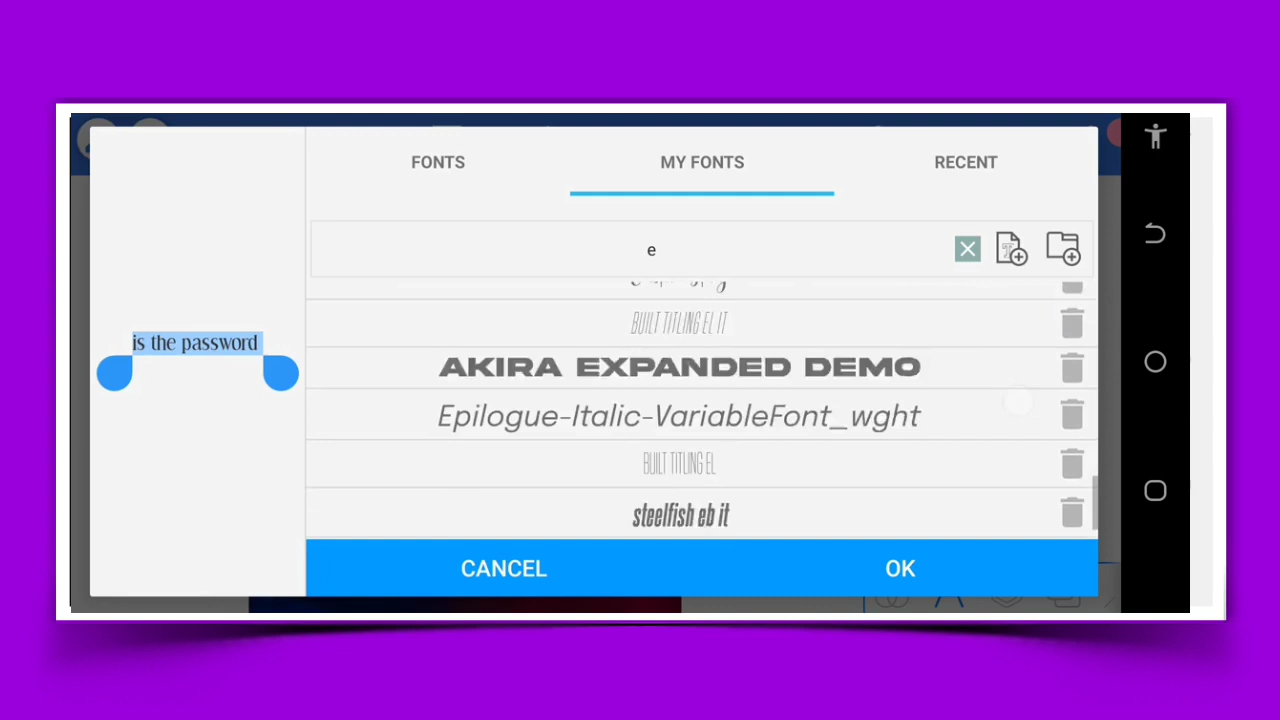 FONTS
MY FONTS
RECENT
e
is the password
BUILT TITLING EL IT
AKIRA EXPANDED DEMO
Epilogue-Italic-VariableFont_wght
BUILT TITLING EL
steelfish eb it
CANCEL
OK